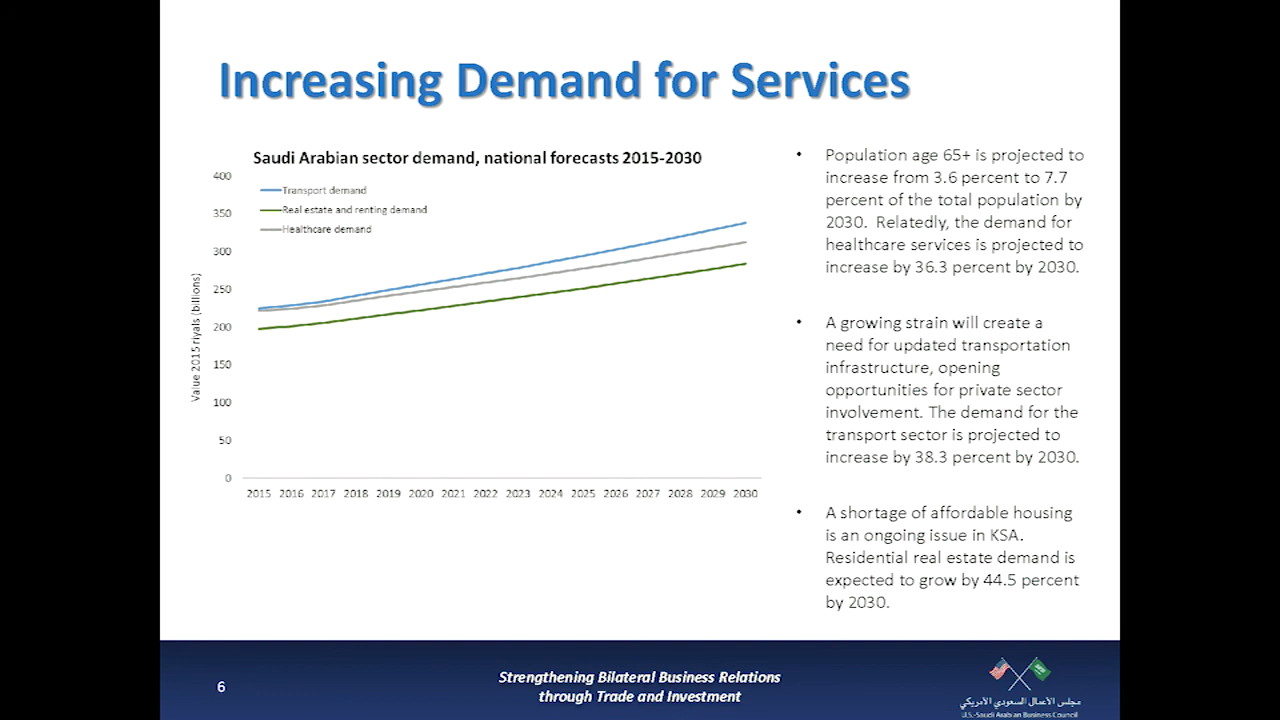 Increasing Demand for Services
Saudi Arabian sector demand, national forecasts 2015-2030
400
350
300
250
200
150
100
50
0
Value 2015 riyals (billions)
Transport demand
Real estate and renting demand
Healthcare demand
2015 2016 2017 2018 2019 2020 2021 2022 2023 2024 2025 2026 2027 2028 2029 2030
• Population age 65+ is projected to
increase from 3.6 percent to 7.7
percent of the total population by
2030. Relatedly, the demand for
healthcare services is projected to
increase by 36.3 percent by 2030.
• A growing strain will create a
need for updated transportation
infrastructure, opening
opportunities for private sector
involvement. The demand for the
transport sector is projected to
increase by 38.3 percent by 2030.
• A shortage of affordable housing
is an ongoing issue in KSA.
Residential real estate demand is
expected to grow by 44.5 percent
by 2030.
6
Strengthening Bilateral Business Relations
through Trade and Investment
مجلس الأعمال السعودي الأمريكي
U.S.-Saudi Arabian Business Council